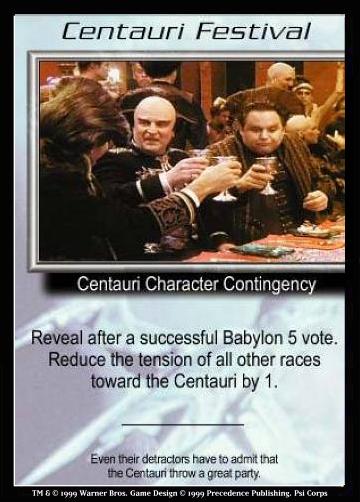 Centauri Festival
Centauri Character Contingency
Reveal after a successful Babylon 5 vote.
Reduce the tension of all other races
toward the Centauri by 1.
Even their detractors have to admit that
the Centauri throw a great party.
TM & © 1999 Warner Bros. Game Design © 1999 Precedence Publishing. Psi Corps